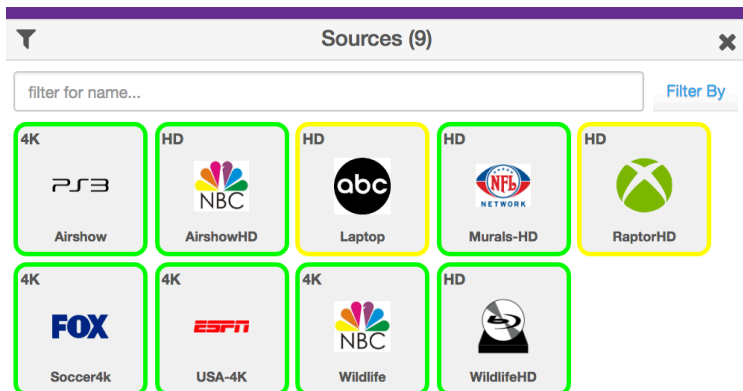 Sources (9)
filter for name...
Filter By
4K
PS3
Airshow
HD
NBC
AirshowHD
HD
abc
Laptop
HD
NFL
NETWORK
Murals-HD
HD
RaptorHD
4K
FOX
Soccer4k
4K
ESPN
USA-4K
4K
NBC
Wildlife
HD
WildlifeHD